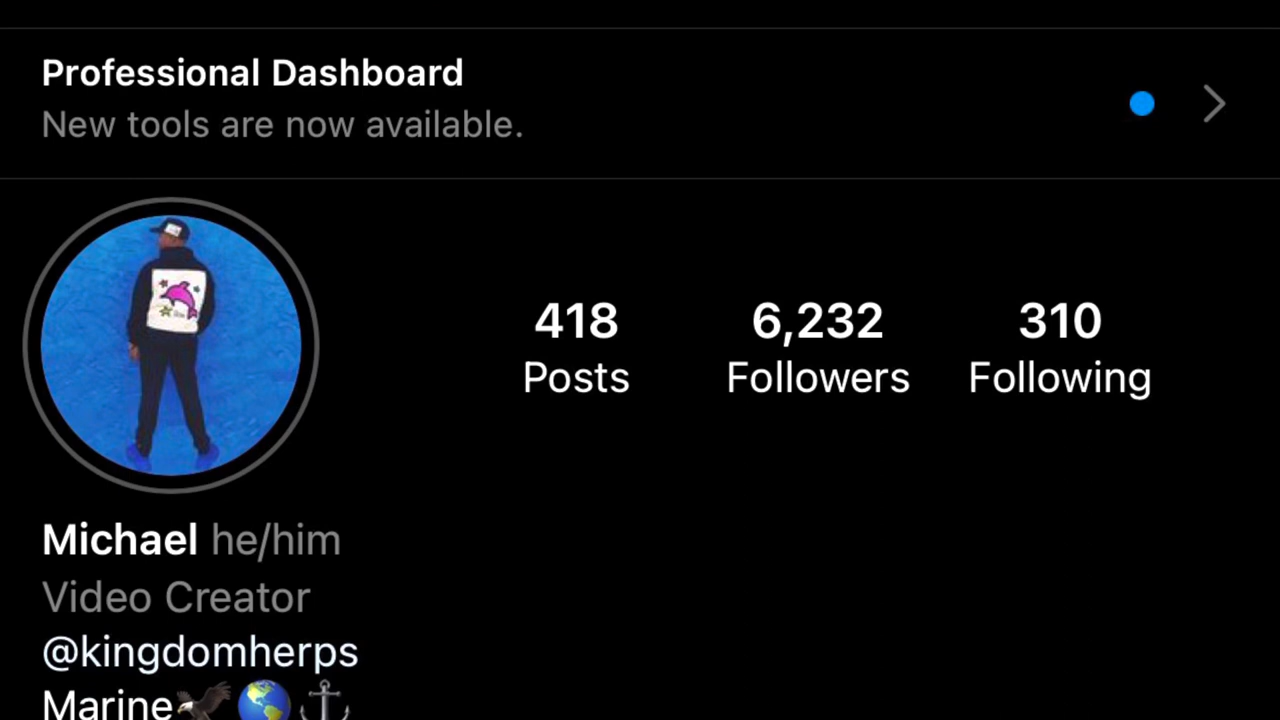 Professional Dashboard
New tools are now available.
418 6,232 310
Posts Followers Following
Michael he/him
Video Creator
@kingdomherps
Marine🦅🌎⚓